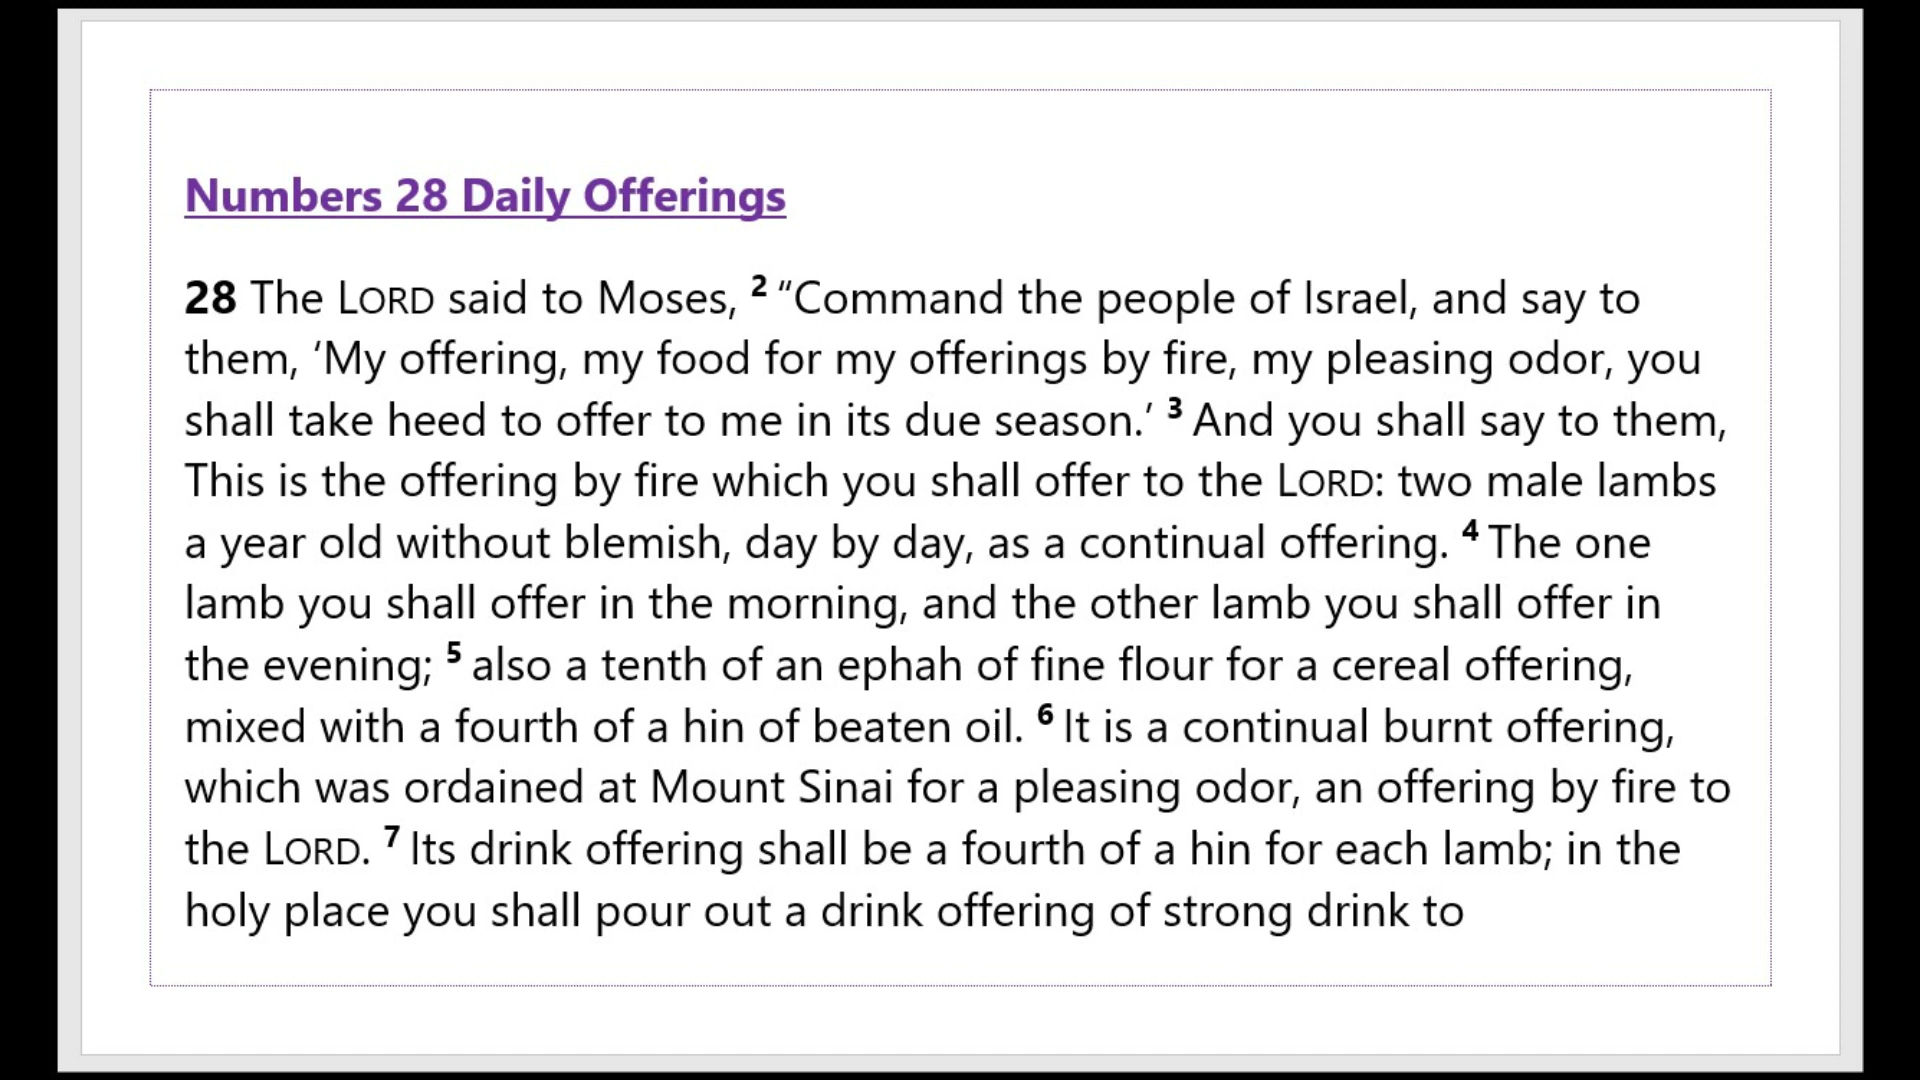 Numbers 28 Daily Offerings
28 The LORD said to Moses, 2 “Command the people of Israel, and say to
them, ‘My offering, my food for my offerings by fire, my pleasing odor, you
shall take heed to offer to me in its due season.’ 3 And you shall say to them,
This is the offering by fire which you shall offer to the LORD: two male lambs
a year old without blemish, day by day, as a continual offering. 4 The one
lamb you shall offer in the morning, and the other lamb you shall offer in
the evening; 5 also a tenth of an ephah of fine flour for a cereal offering,
mixed with a fourth of a hin of beaten oil. 6 It is a continual burnt offering,
which was ordained at Mount Sinai for a pleasing odor, an offering by fire to
the LORD. 7 Its drink offering shall be a fourth of a hin for each lamb; in the
holy place you shall pour out a drink offering of strong drink to